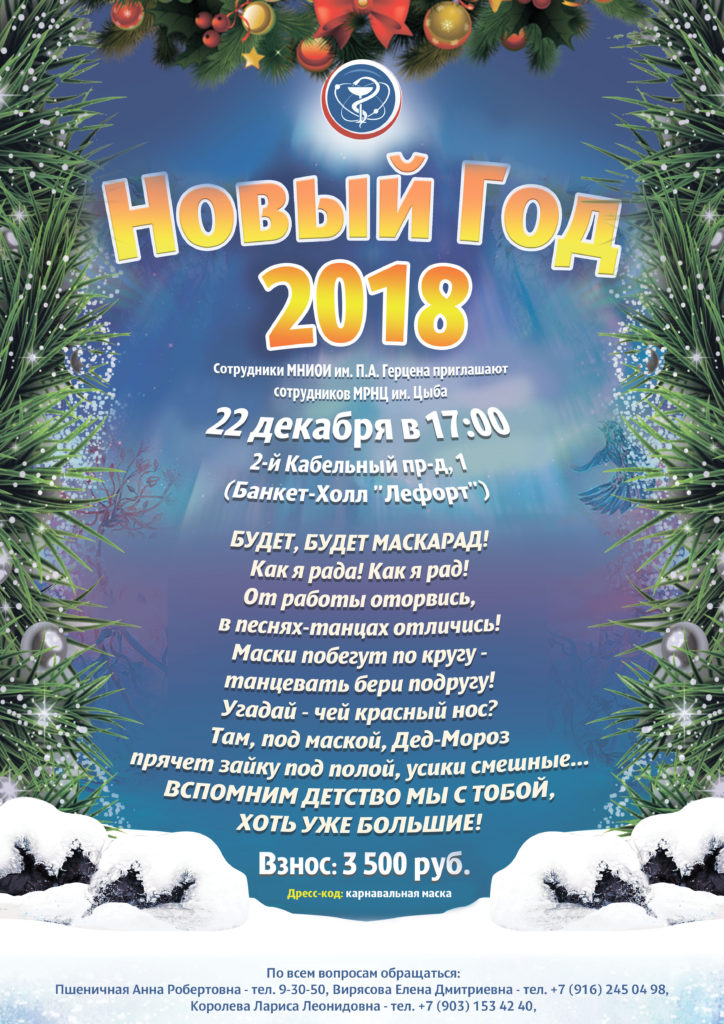 Новый Год
2018
Сотрудники МНИОИ им. П.А. Герцена приглашают
сотрудников МРНЦ им. Цыба
22 декабря в 17:00
2-й Кабельный пр-д, 1
(Банкет-Холл "Лефорт")
БУДЕТ, БУДЕТ МАСКАРАД!
Как я рада! Как я рад!
От работы оторвись,
в песнях-танцах отличись!
Маски побегут по кругу -
танцевать бери подругу!
Угадай - чей красный нос?
Там, под маской, Дед-Мороз
прячет зайку под полой, усики смешные...
ВСПОМНИМ ДЕТСТВО МЫ С ТОБОЙ,
ХОТЬ УЖЕ БОЛЬШИЕ!
Взнос: 3 500 руб.
Дресс-код: карнавальная маска
По всем вопросам обращаться:
Пшеничная Анна Робертовна - тел. 9-30-50, Вирясова Елена Дмитриевна - тел. +7 (916) 245 04 98,
Королева Лариса Леонидовна - тел. +7 (903) 153 42 40,